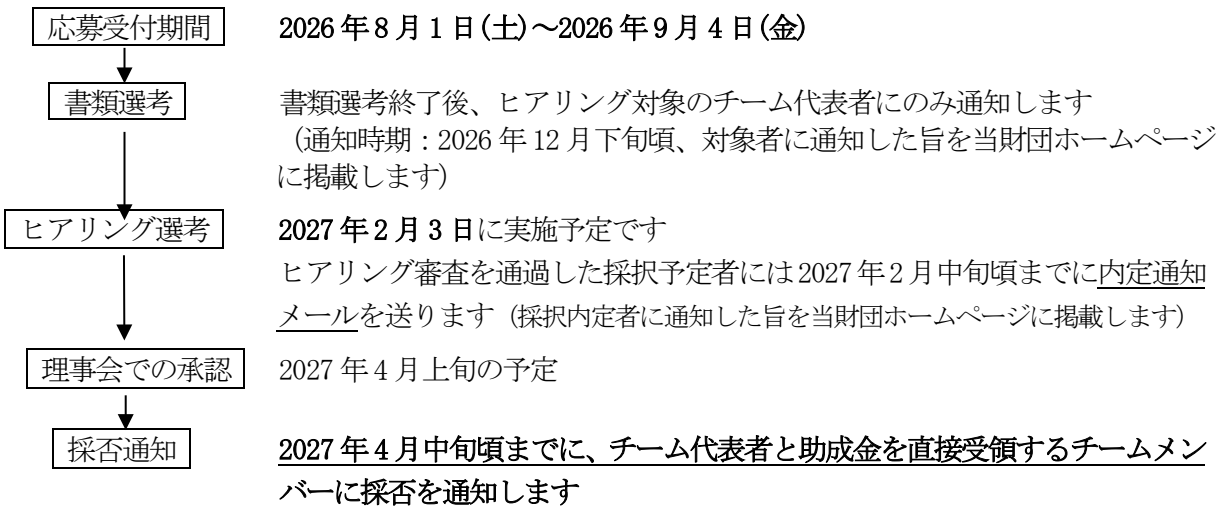 応募受付期間 2026年8月1日(土)～2026年9月4日(金)
書類選考 書類選考終了後、ヒアリング対象のチーム代表者にのみ通知します
(通知時期：2026年12月下旬頃、対象者に通知した旨を当財団ホームページ
に掲載します)
ヒアリング選考 2027年2月3日に実施予定です
ヒアリング審査を通過した採択予定者には2027年2月中旬頃までに内定通知
メールを送ります（採択内定者に通知した旨を当財団ホームページに掲載します）
理事会での承認 2027年4月上旬の予定
採否通知 2027年4月中旬頃までに、チーム代表者と助成金を直接受領するチームメン
バーに採否を通知します